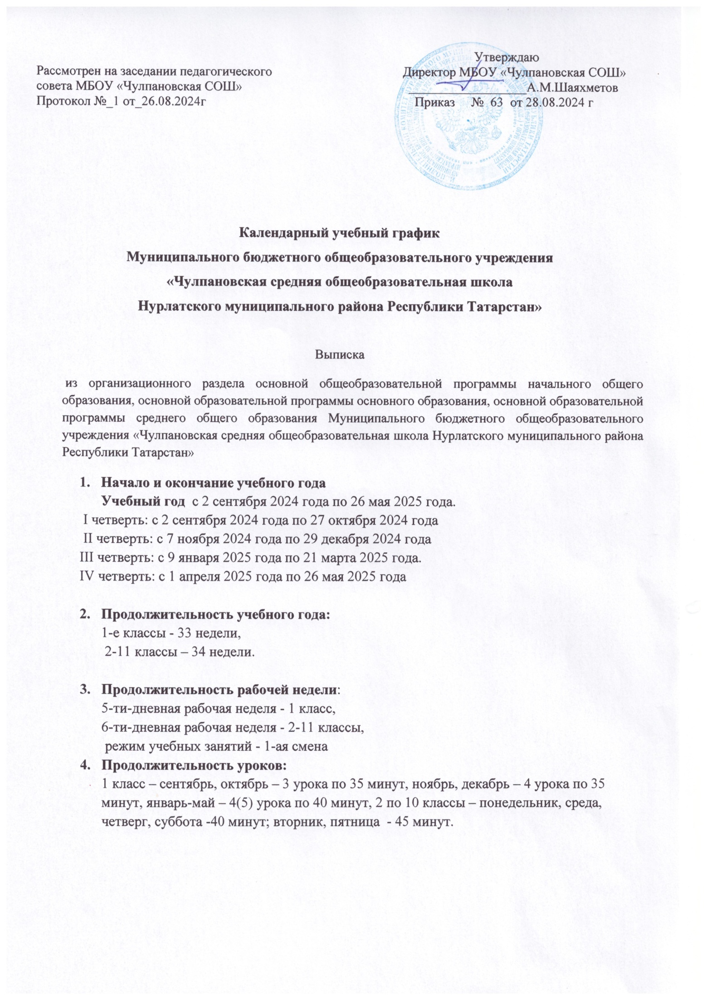 Рассмотрен на заседании педагогического
совета МБОУ «Чулпановская СОШ»
Протокол №_1 от_26.08.2024г
Утверждаю
Директор МБОУ «Чулпановская СОШ»
__________________А.М.Шаяхметов
Приказ № 63 от 28.08.2024 г
Календарный учебный график
Муниципального бюджетного общеобразовательного учреждения
«Чулпановская средняя общеобразовательная школа
Нурлатского муниципального района Республики Татарстан»
Выписка
из организационного раздела основной общеобразовательной программы начального общего
образования, основной образовательной программы основного образования, основной образовательной
программы среднего общего образования Муниципального бюджетного общеобразовательного
учреждения «Чулпановская средняя общеобразовательная школа Нурлатского муниципального района
Республики Татарстан»
1. Начало и окончание учебного года
Учебный год с 2 сентября 2024 года по 26 мая 2025 года.
I четверть: с 2 сентября 2024 года по 27 октября 2024 года
II четверть: с 7 ноября 2024 года по 29 декабря 2024 года
III четверть: с 9 января 2025 года по 21 марта 2025 года.
IV четверть: с 1 апреля 2025 года по 26 мая 2025 года
2. Продолжительность учебного года:
1-е классы - 33 недели,
2-11 классы – 34 недели.
3. Продолжительность рабочей недели:
5-ти-дневная рабочая неделя - 1 класс,
6-ти-дневная рабочая неделя - 2-11 классы,
режим учебных занятий - 1-ая смена
4. Продолжительность уроков:
1 класс – сентябрь, октябрь – 3 урока по 35 минут, ноябрь, декабрь – 4 урока по 35
минут, январь-май – 4(5) урока по 40 минут, 2 по 10 классы – понедельник, среда,
четверг, суббота -40 минут; вторник, пятница - 45 минут.